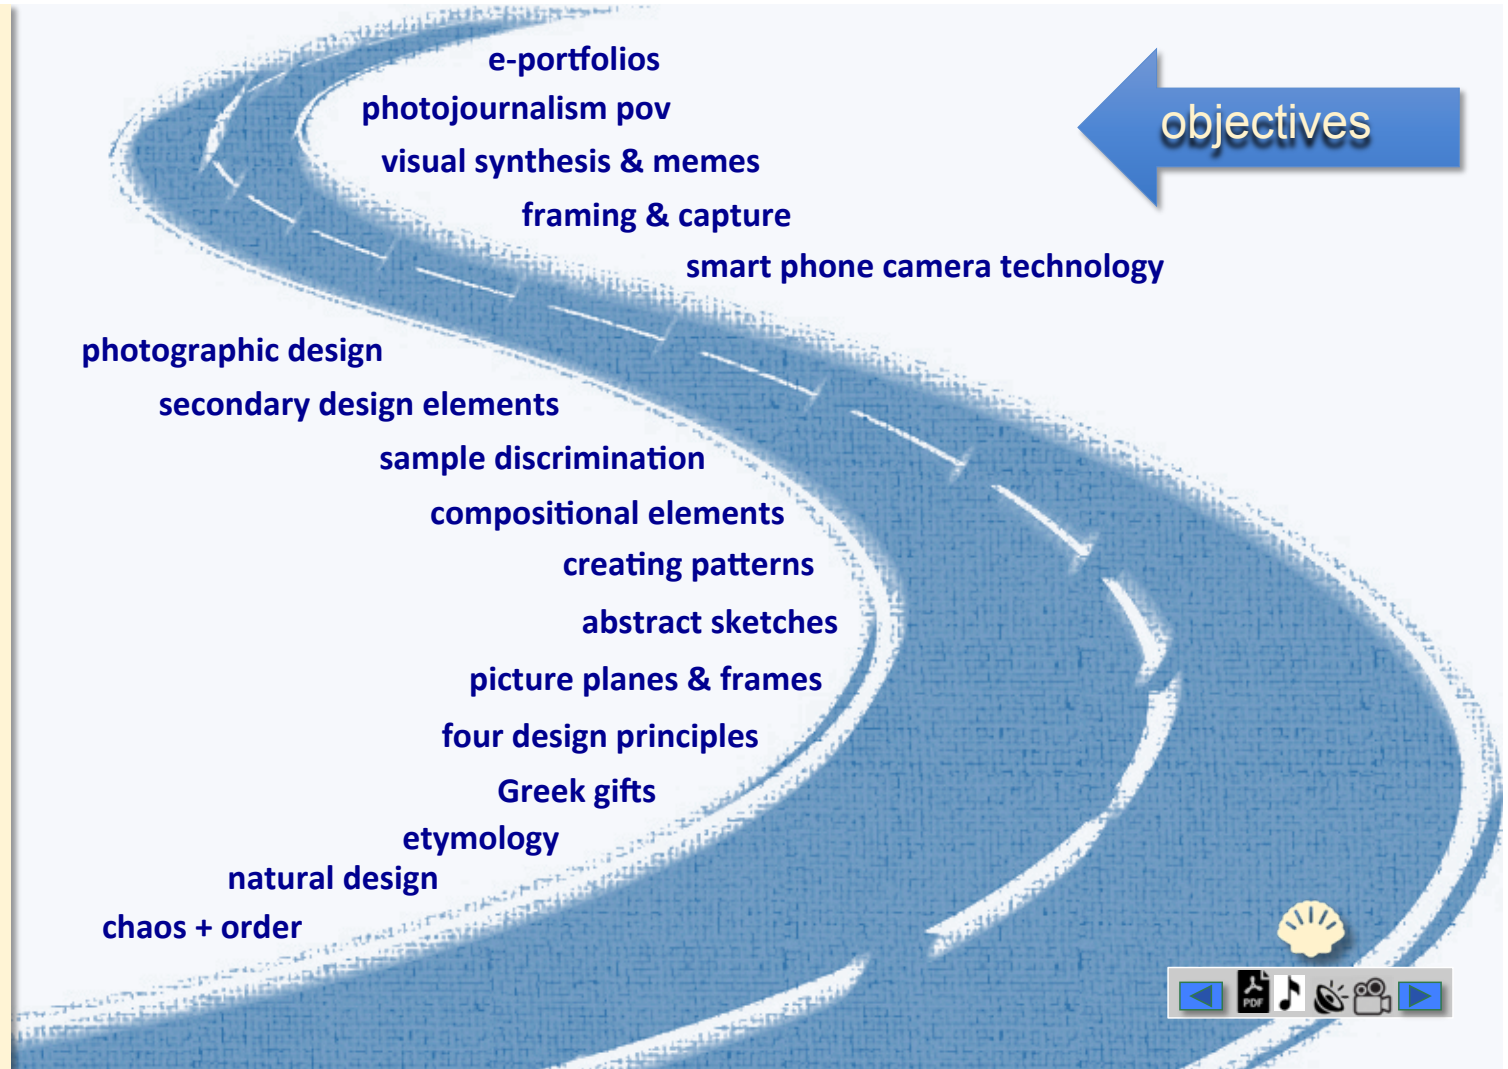 e-portfolios
photojournalism pov
objectives
visual synthesis & memes
framing & capture
smart phone camera technology
photographic design
secondary design elements
sample discrimination
compositional elements
creating patterns
abstract sketches
picture planes & frames
four design principles
Greek gifts
etymology
natural design
chaos + order
PDF